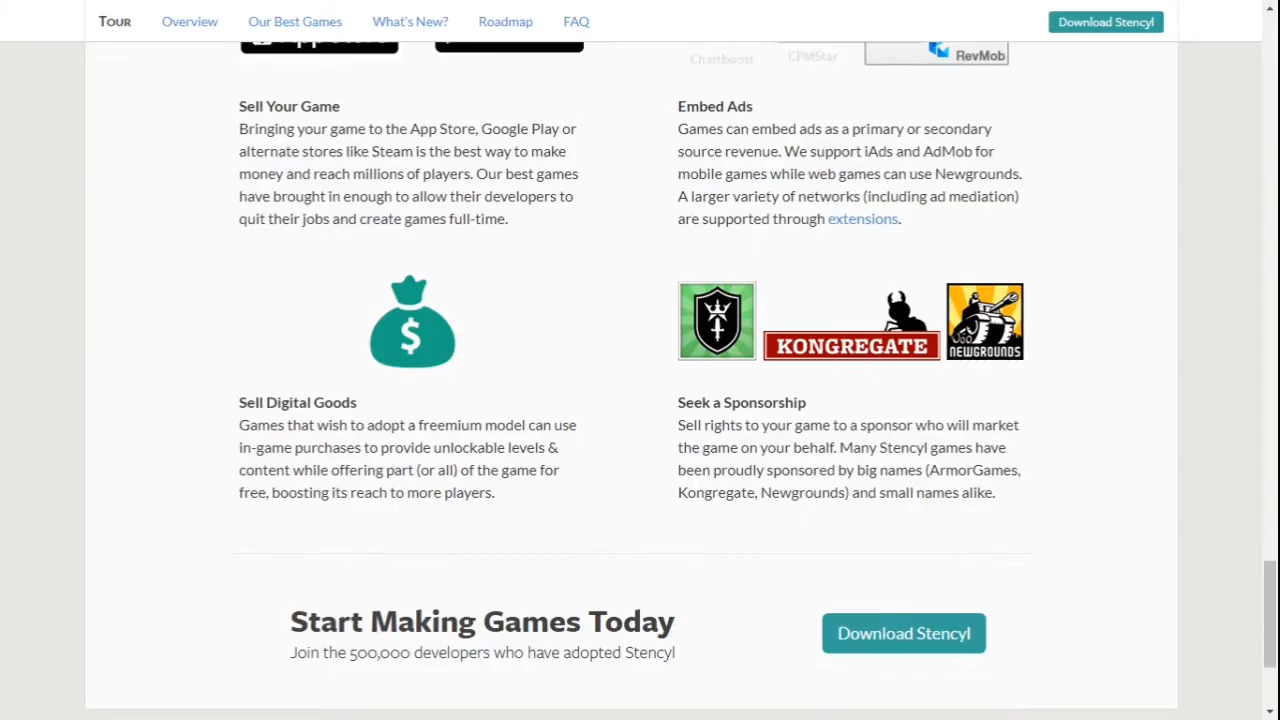 TOUR Overview Our Best Games What's New? Roadmap FAQ Download Stencyl
Chartboost CPMStar RevMob
Sell Your Game
Bringing your game to the App Store, Google Play or
alternate stores like Steam is the best way to make
money and reach millions of players. Our best games
have brought in enough to allow their developers to
quit their jobs and create games full-time.
Embed Ads
Games can embed ads as a primary or secondary
source revenue. We support iAds and AdMob for
mobile games while web games can use Newgrounds.
A larger variety of networks (including ad mediation)
are supported through extensions.
$
KONGREGATE
NEWGROUNDS
Sell Digital Goods
Games that wish to adopt a freemium model can use
in-game purchases to provide unlockable levels &
content while offering part (or all) of the game for
free, boosting its reach to more players.
Seek a Sponsorship
Sell rights to your game to a sponsor who will market
the game on your behalf. Many Stencyl games have
been proudly sponsored by big names (ArmorGames,
Kongregate, Newgrounds) and small names alike.
Start Making Games Today
Join the 500,000 developers who have adopted Stencyl
Download Stencyl